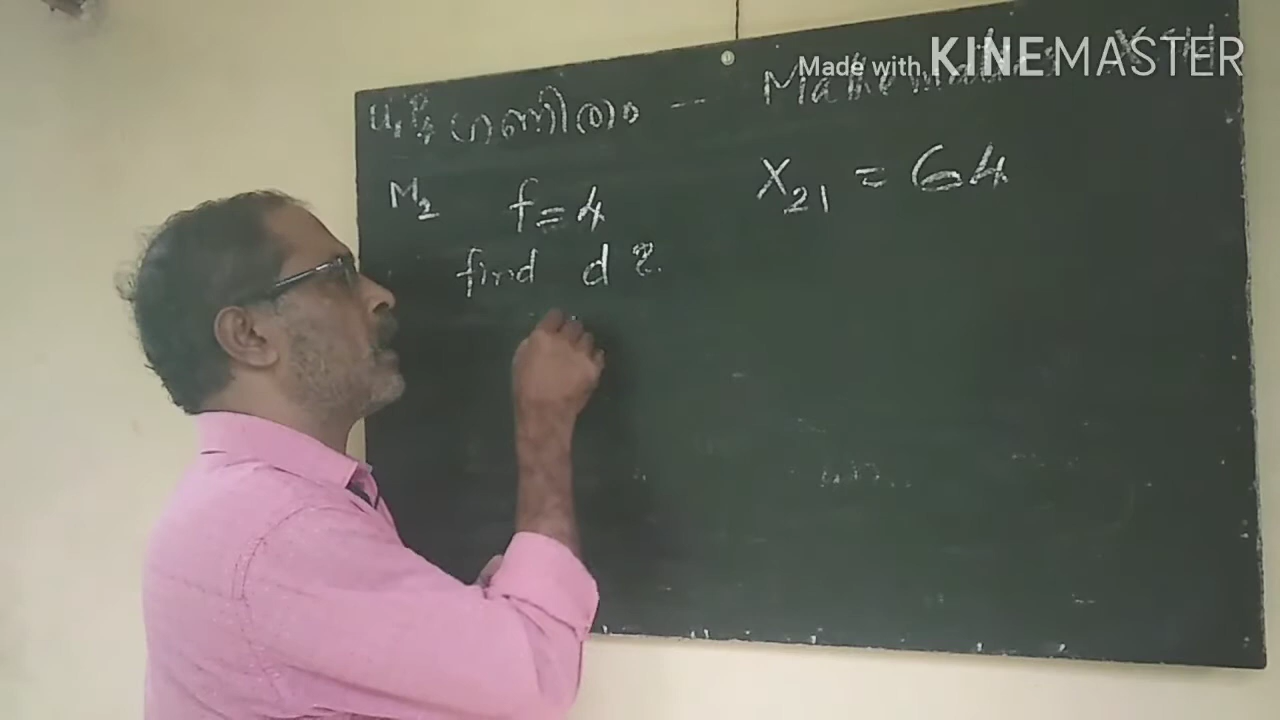 Made with KINEMASTER
ഗണിതം -- Mathematics
M2 f=4 X21 = 64
find d?